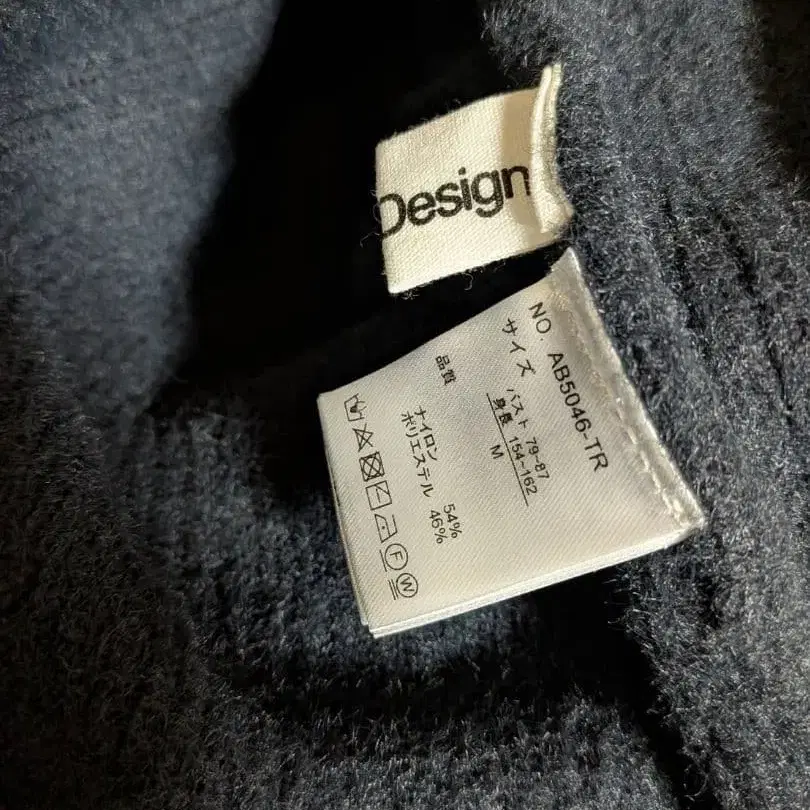 Design
NO. AB5046-TR
サイズ
バスト 79-87
身長 154~162
M
品質
ナイロン 54%
ポリエステル 46%
F
W